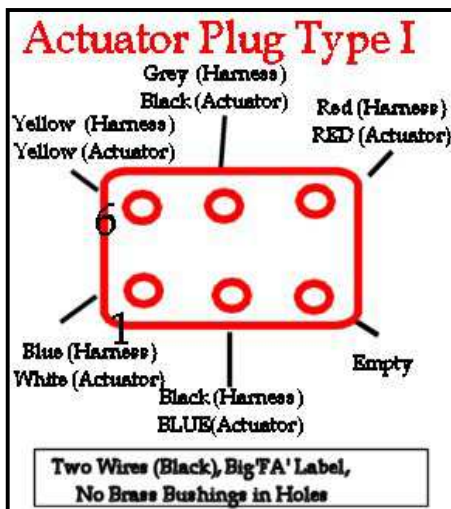 Actuator Plug Type I
Grey (Harness)
Black (Actuator)
Red (Harness)
RED (Actuator)
Yellow (Harness)
Yellow (Actuator)
6
1
Blue (Harness)
White (Actuator)
Black (Harness)
BLUE(Actuator)
Empty
Two Wires (Black), Big'FA' Label,
No Brass Bushings in Holes